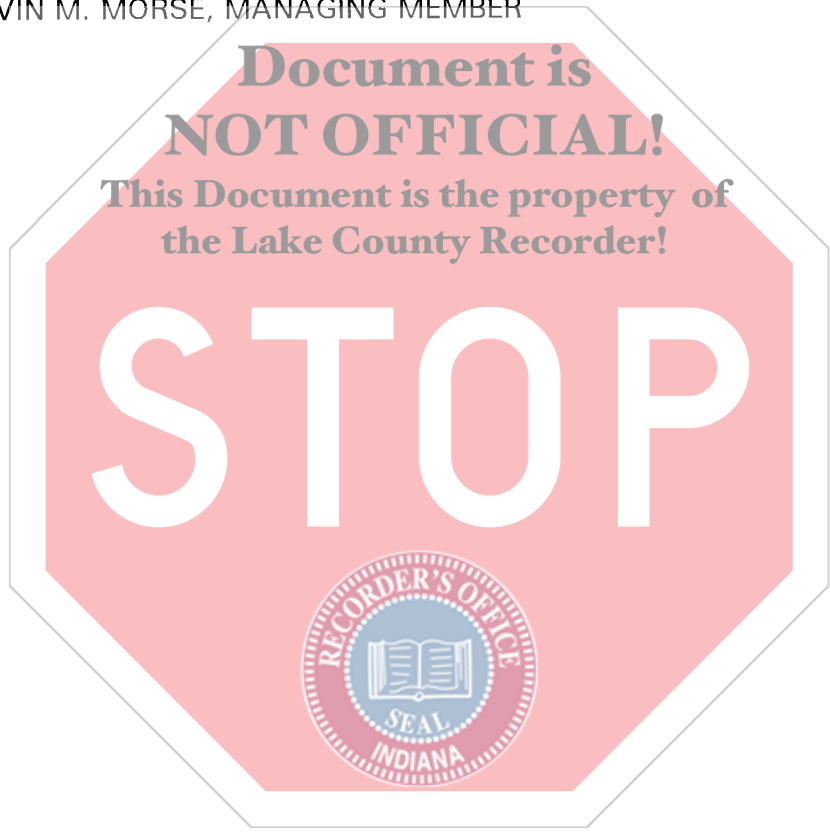 VIN M. MORSE, MANAGING MEMBER
Document is
NOT OFFICIAL!
This Document is the property of
the Lake County Recorder!
STOP
RECORDER'S OFFICE
SEAL
INDIANA